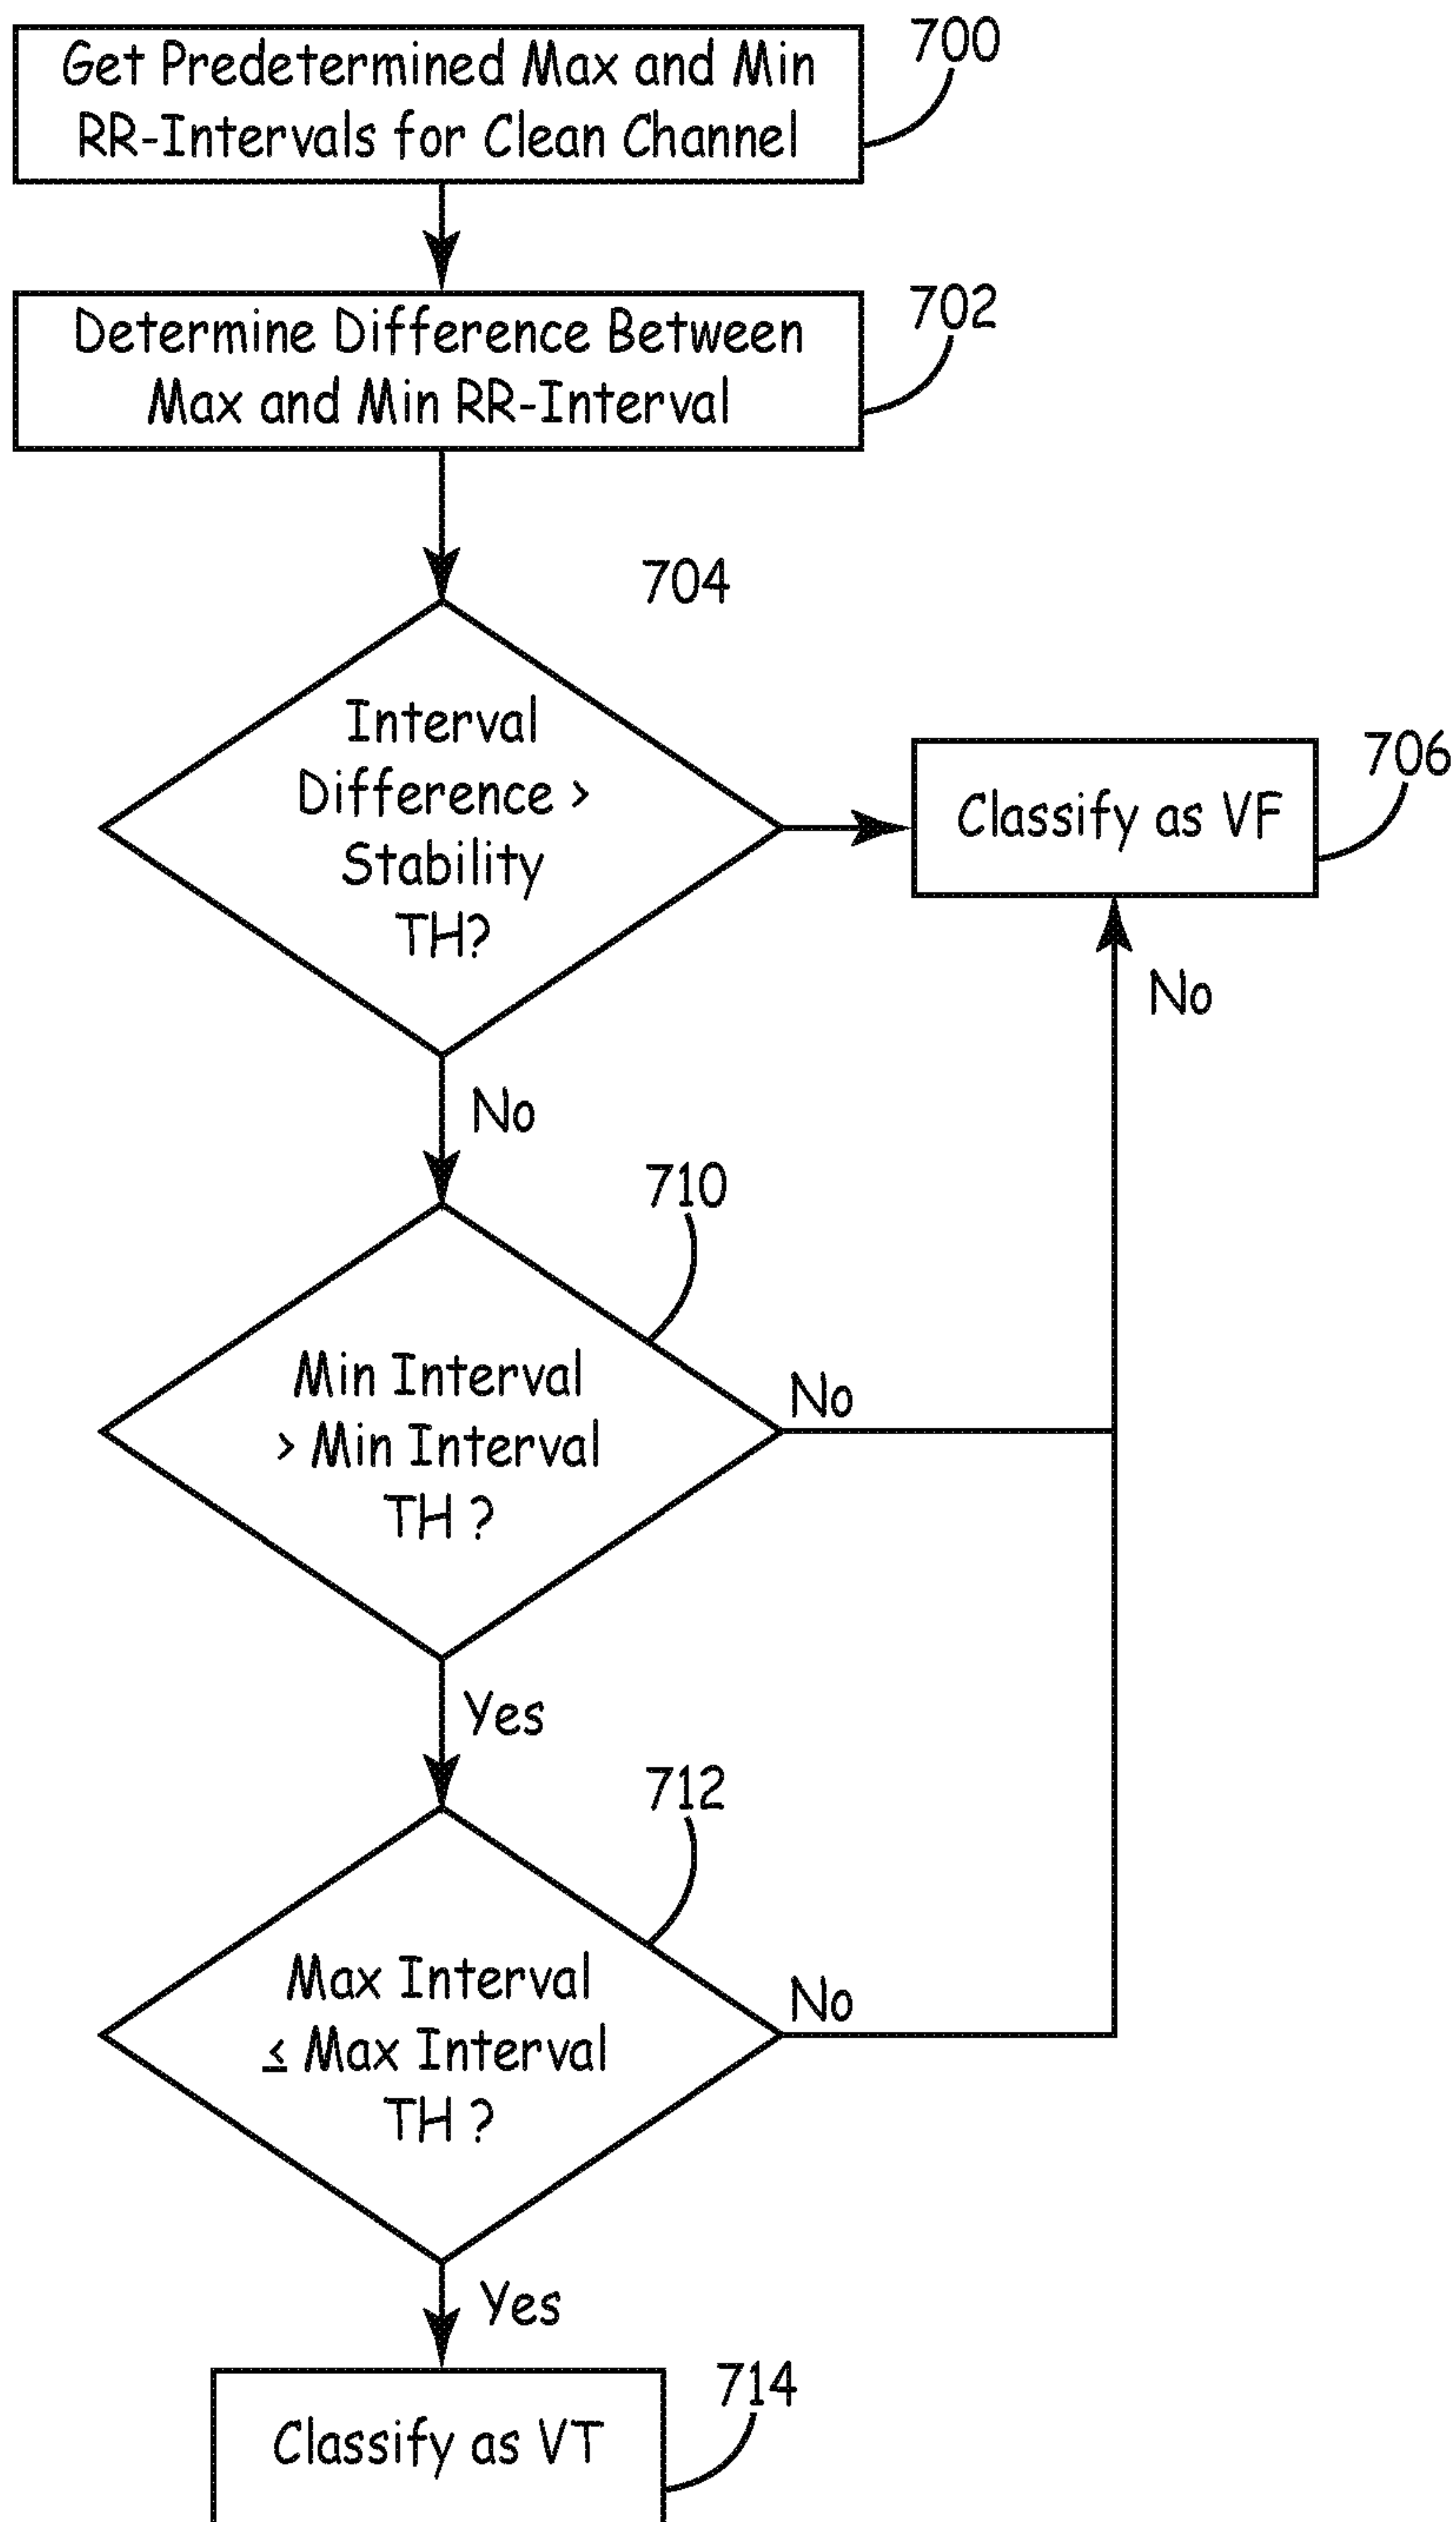 Get Predetermined Max and Min
RR-Intervals for Clean Channel
700
Determine Difference Between
Max and Min RR-Interval
702
704
Interval
Difference >
Stability
TH?
Classify as VF
706
No
No
710
Min Interval
> Min Interval
TH ?
No
Yes
712
Max Interval
≤ Max Interval
TH ?
No
Yes
714
Classify as VT